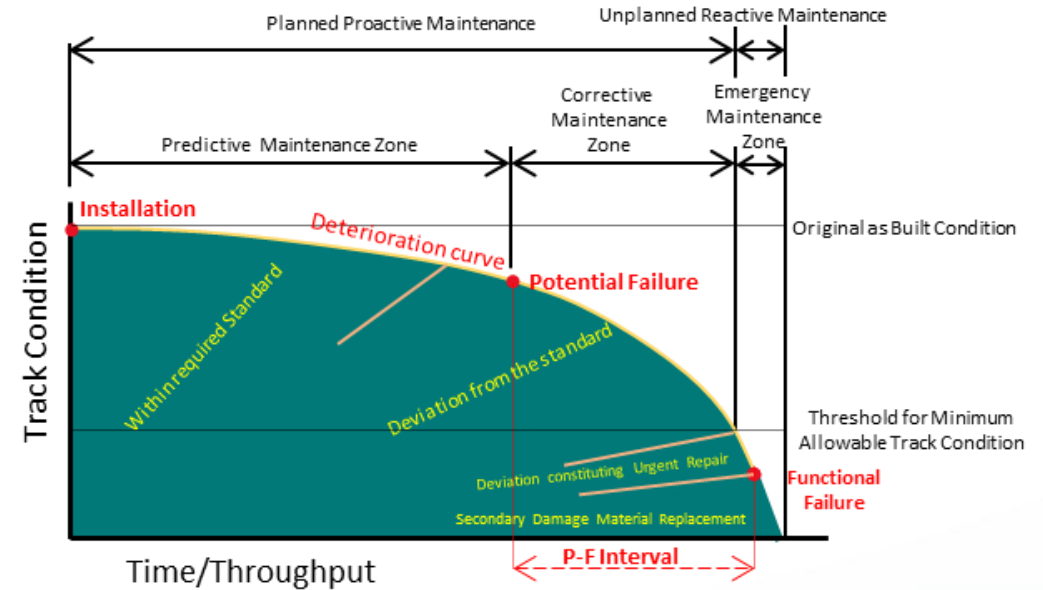 Unplanned Reactive Maintenance
Planned Proactive Maintenance
Corrective
Maintenance
Zone
Emergency
Maintenance
Zone
Predictive Maintenance Zone
Installation
Deterioration curve
Original as Built Condition
Potential Failure
Track Condition
Within required Standard
Deviation from the standard
Threshold for Minimum
Allowable Track Condition
Deviation constituting Urgent Repair
Functional
Failure
Secondary Damage Material Replacement
P-F Interval
Time/Throughput